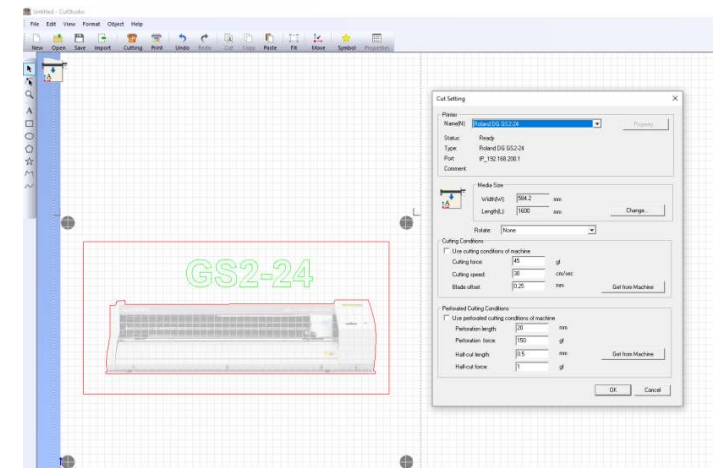 Untitled - CutStudio
File Edit View Format Object Help
New Open Save Import Cutting Print Undo Redo Cut Copy Paste Fit Move Symbol Properties
GS2-24
Cut Setting
Printer
Name(N): Roland DG GS2-24 Property...
Status: Ready
Type: Roland DG GS2-24
Port: IP_192.168.200.1
Comment:
Media Size
Width(W): 584.2 mm
Length(L): 1600 mm Change...
Rotate: None
Cutting Conditions
Use cutting conditions of machine
Cutting force: 45 gf
Cutting speed: 30 cm/sec
Blade offset: 0.25 mm Get from Machine
Perforated Cutting Conditions
Use perforated cutting conditions of machine
Perforation length: 20 mm
Perforation force: 150 gf
Half-cut length: 0.5 mm Get from Machine
Half-cut force: 1 gf
OK Cancel